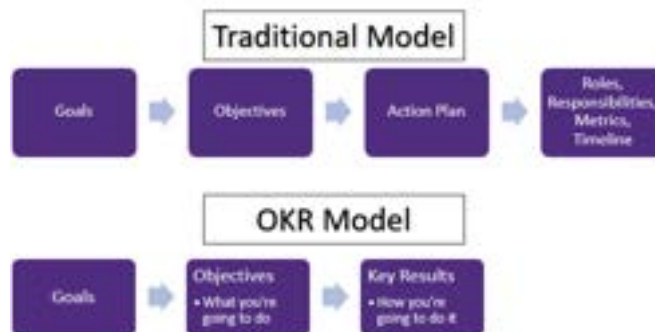 Traditional Model
Goals
Objectives
Action Plan
Roles,
Responsibilities,
Metrics,
Timeline
OKR Model
Goals
Objectives
• What you're
going to do
Key Results
• How you're
going to do it